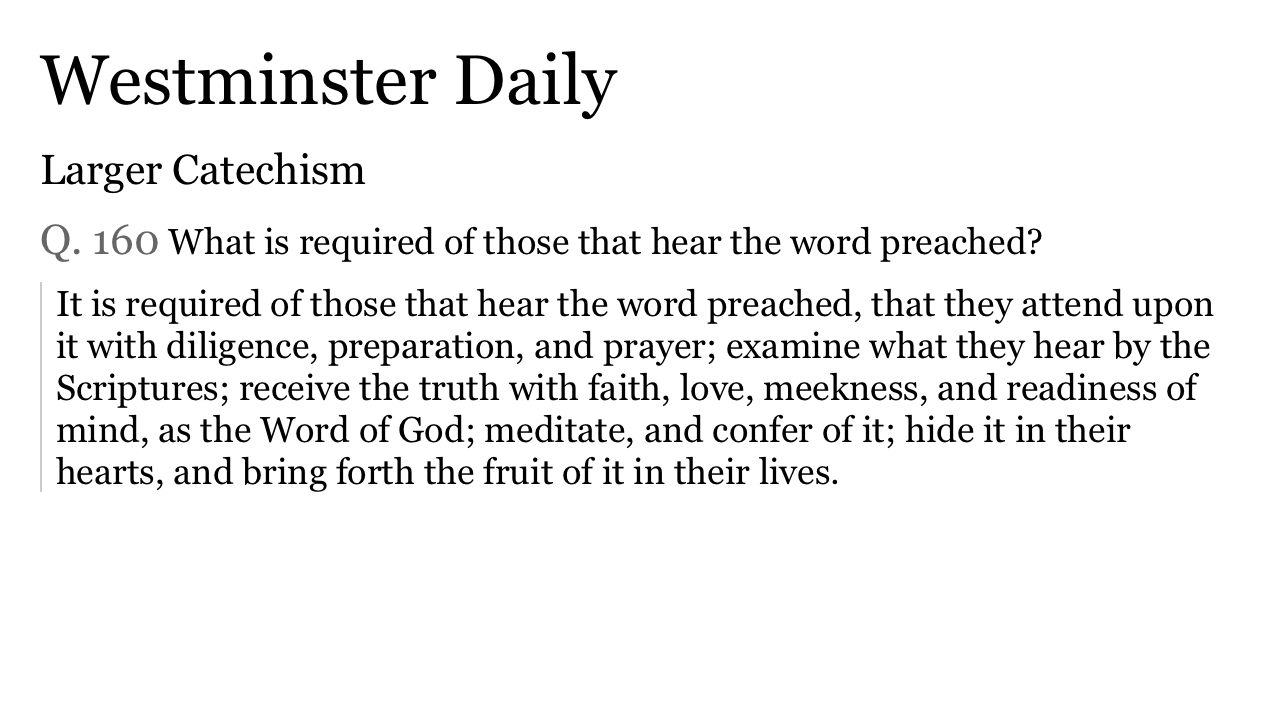 Westminster Daily
Larger Catechism
Q. 160 What is required of those that hear the word preached?
It is required of those that hear the word preached, that they attend upon
it with diligence, preparation, and prayer; examine what they hear by the
Scriptures; receive the truth with faith, love, meekness, and readiness of
mind, as the Word of God; meditate, and confer of it; hide it in their
hearts, and bring forth the fruit of it in their lives.